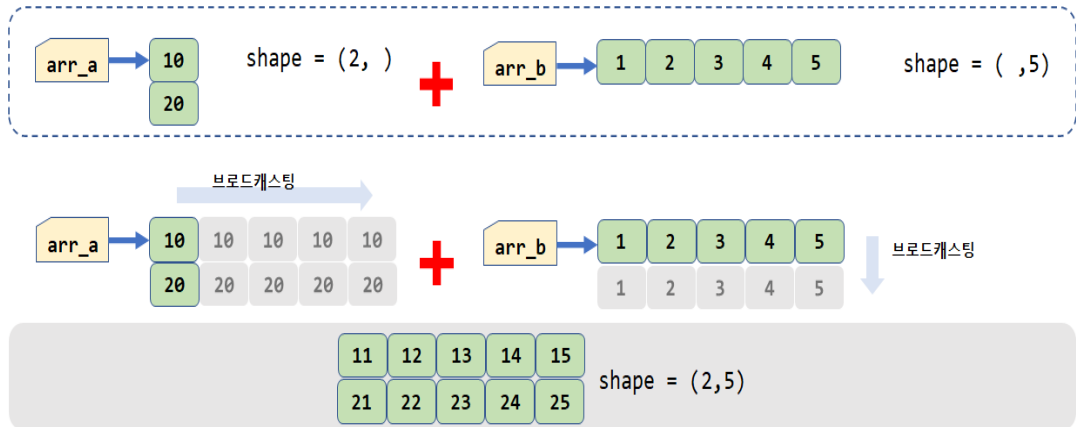 arr_a 10 shape = (2, ) + arr_b 1 2 3 4 5 shape = ( ,5)
20
브로드캐스팅
arr_a 10 10 10 10 10 + arr_b 1 2 3 4 5 브로드캐스팅
20 20 20 20 20 1 2 3 4 5
11 12 13 14 15
shape = (2,5)
21 22 23 24 25